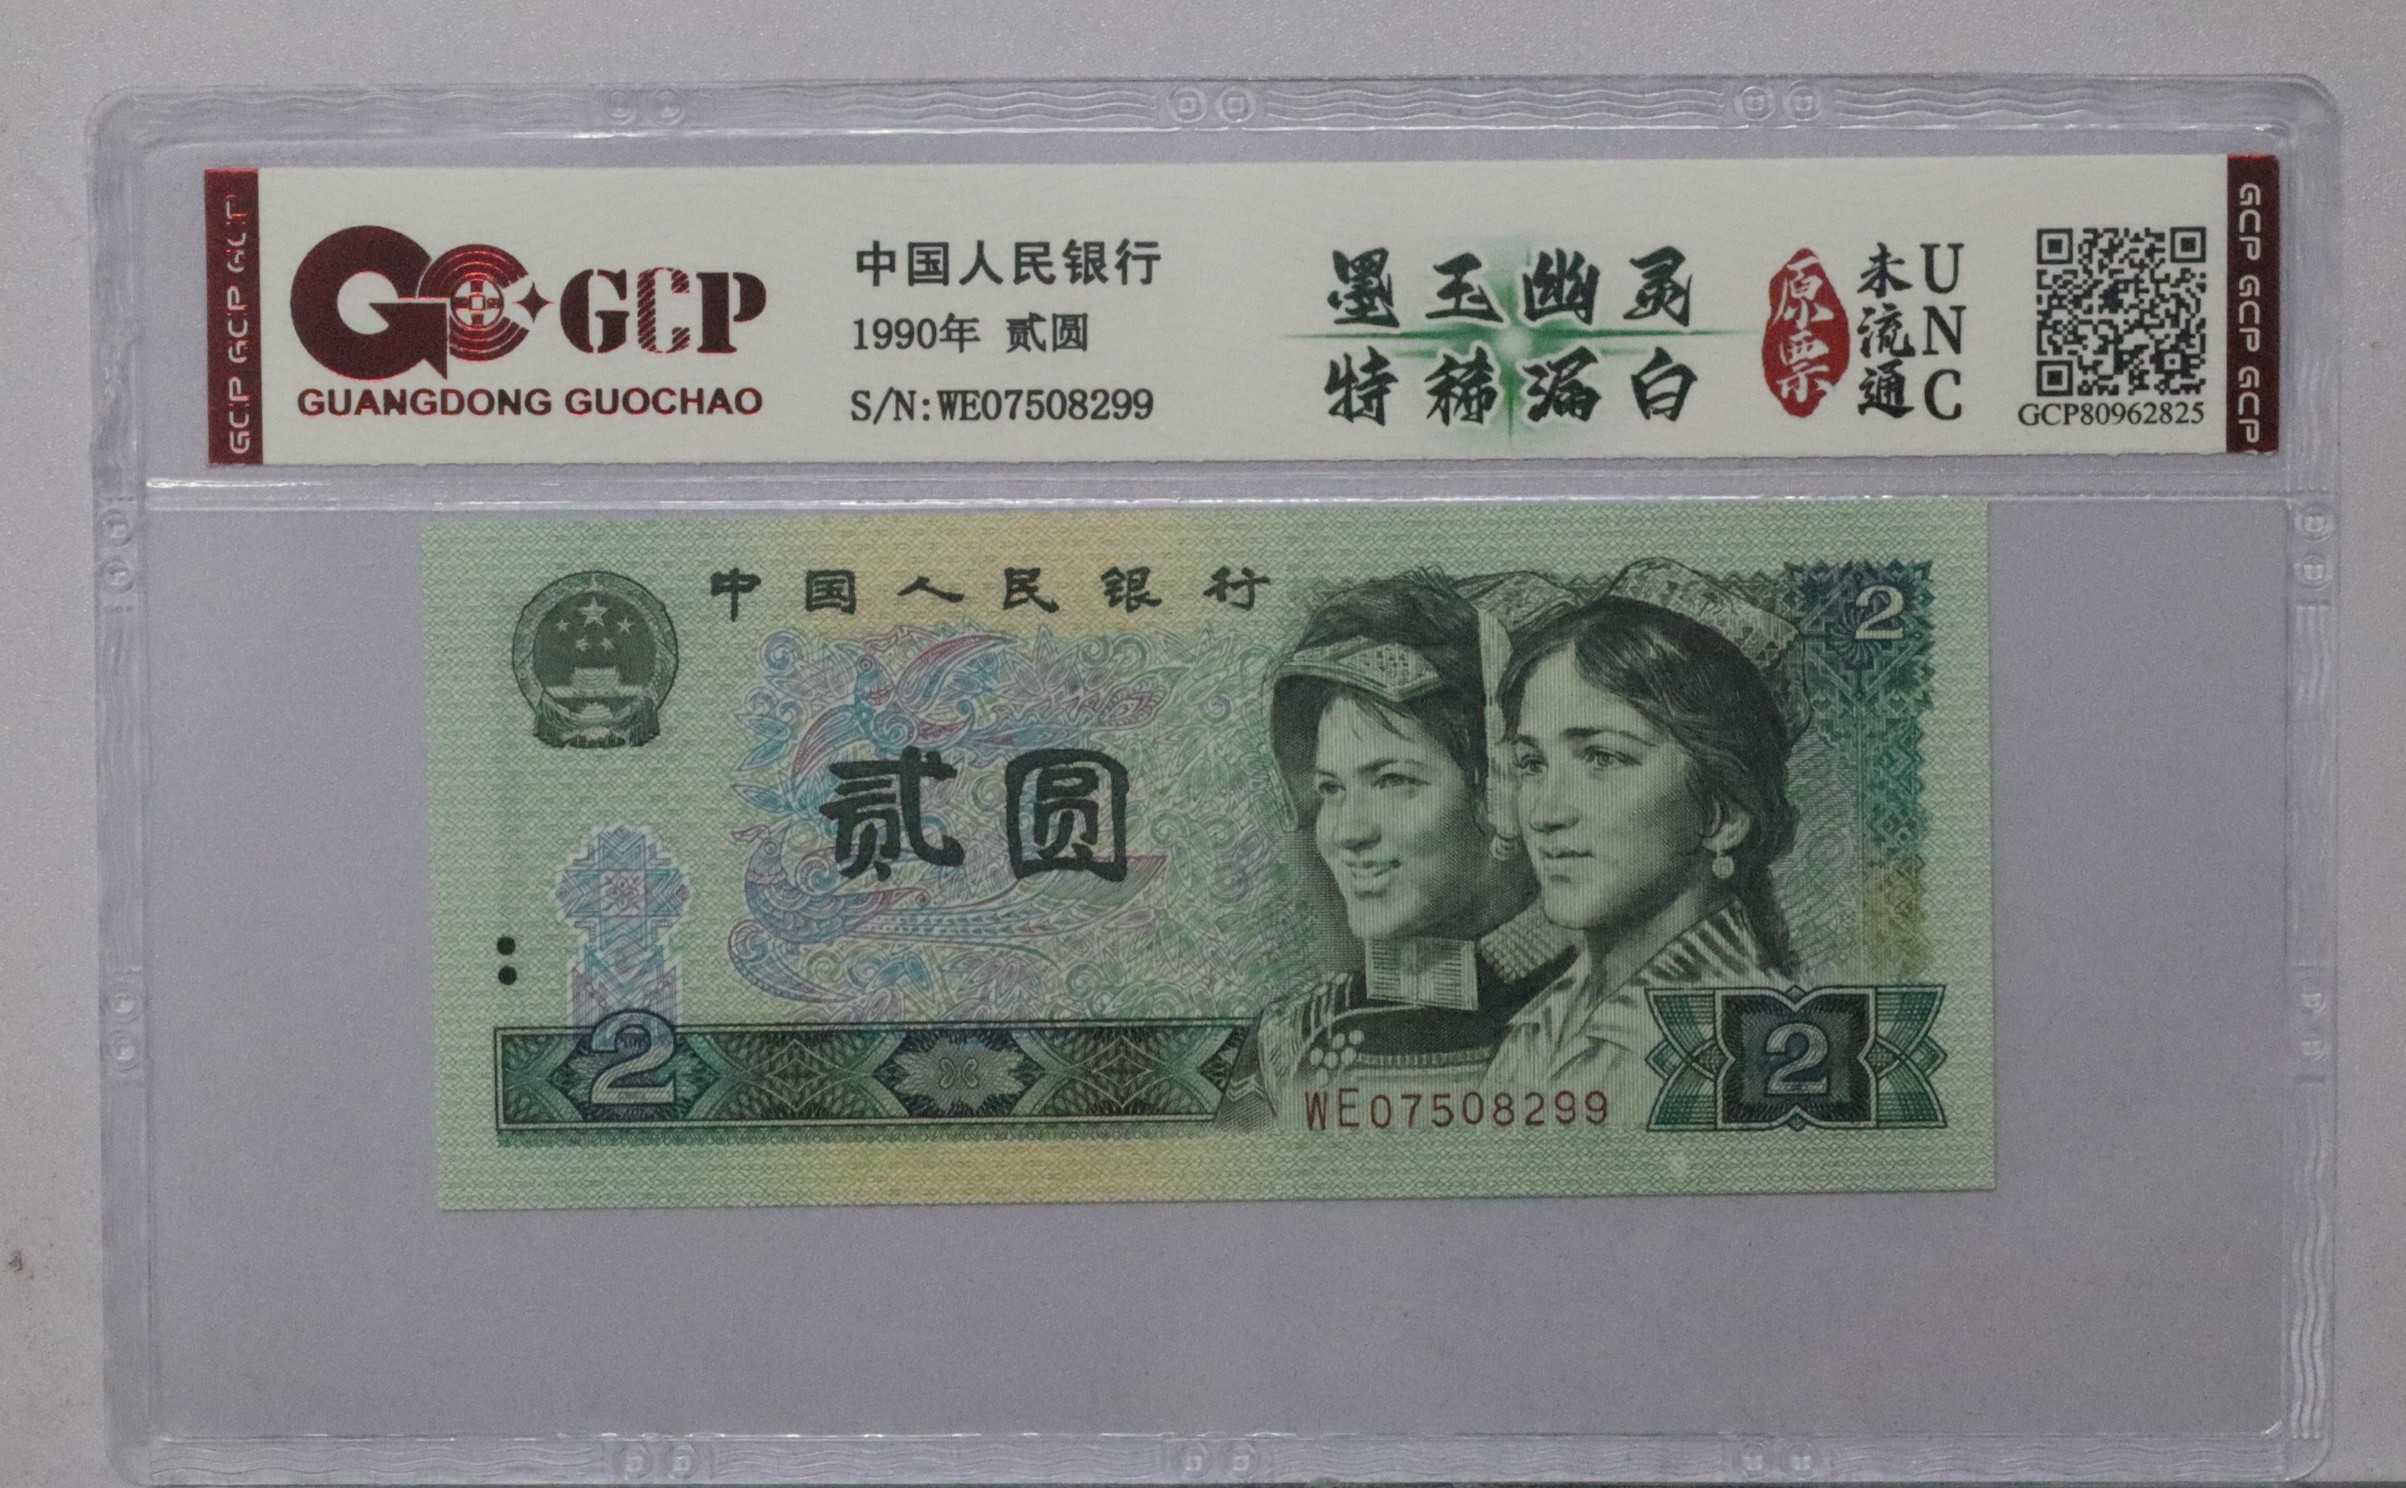 GCP GCP GCP
GCP
GUANGDONG GUOCHAO
中国人民银行
1990年 贰圆
S/N:WE07508299
墨玉幽灵
特稀漏白
原票
未流通
UNC
GCP80962825
GCP GCP GCP
中国人民银行
2
贰圆
2
WE07508299
2